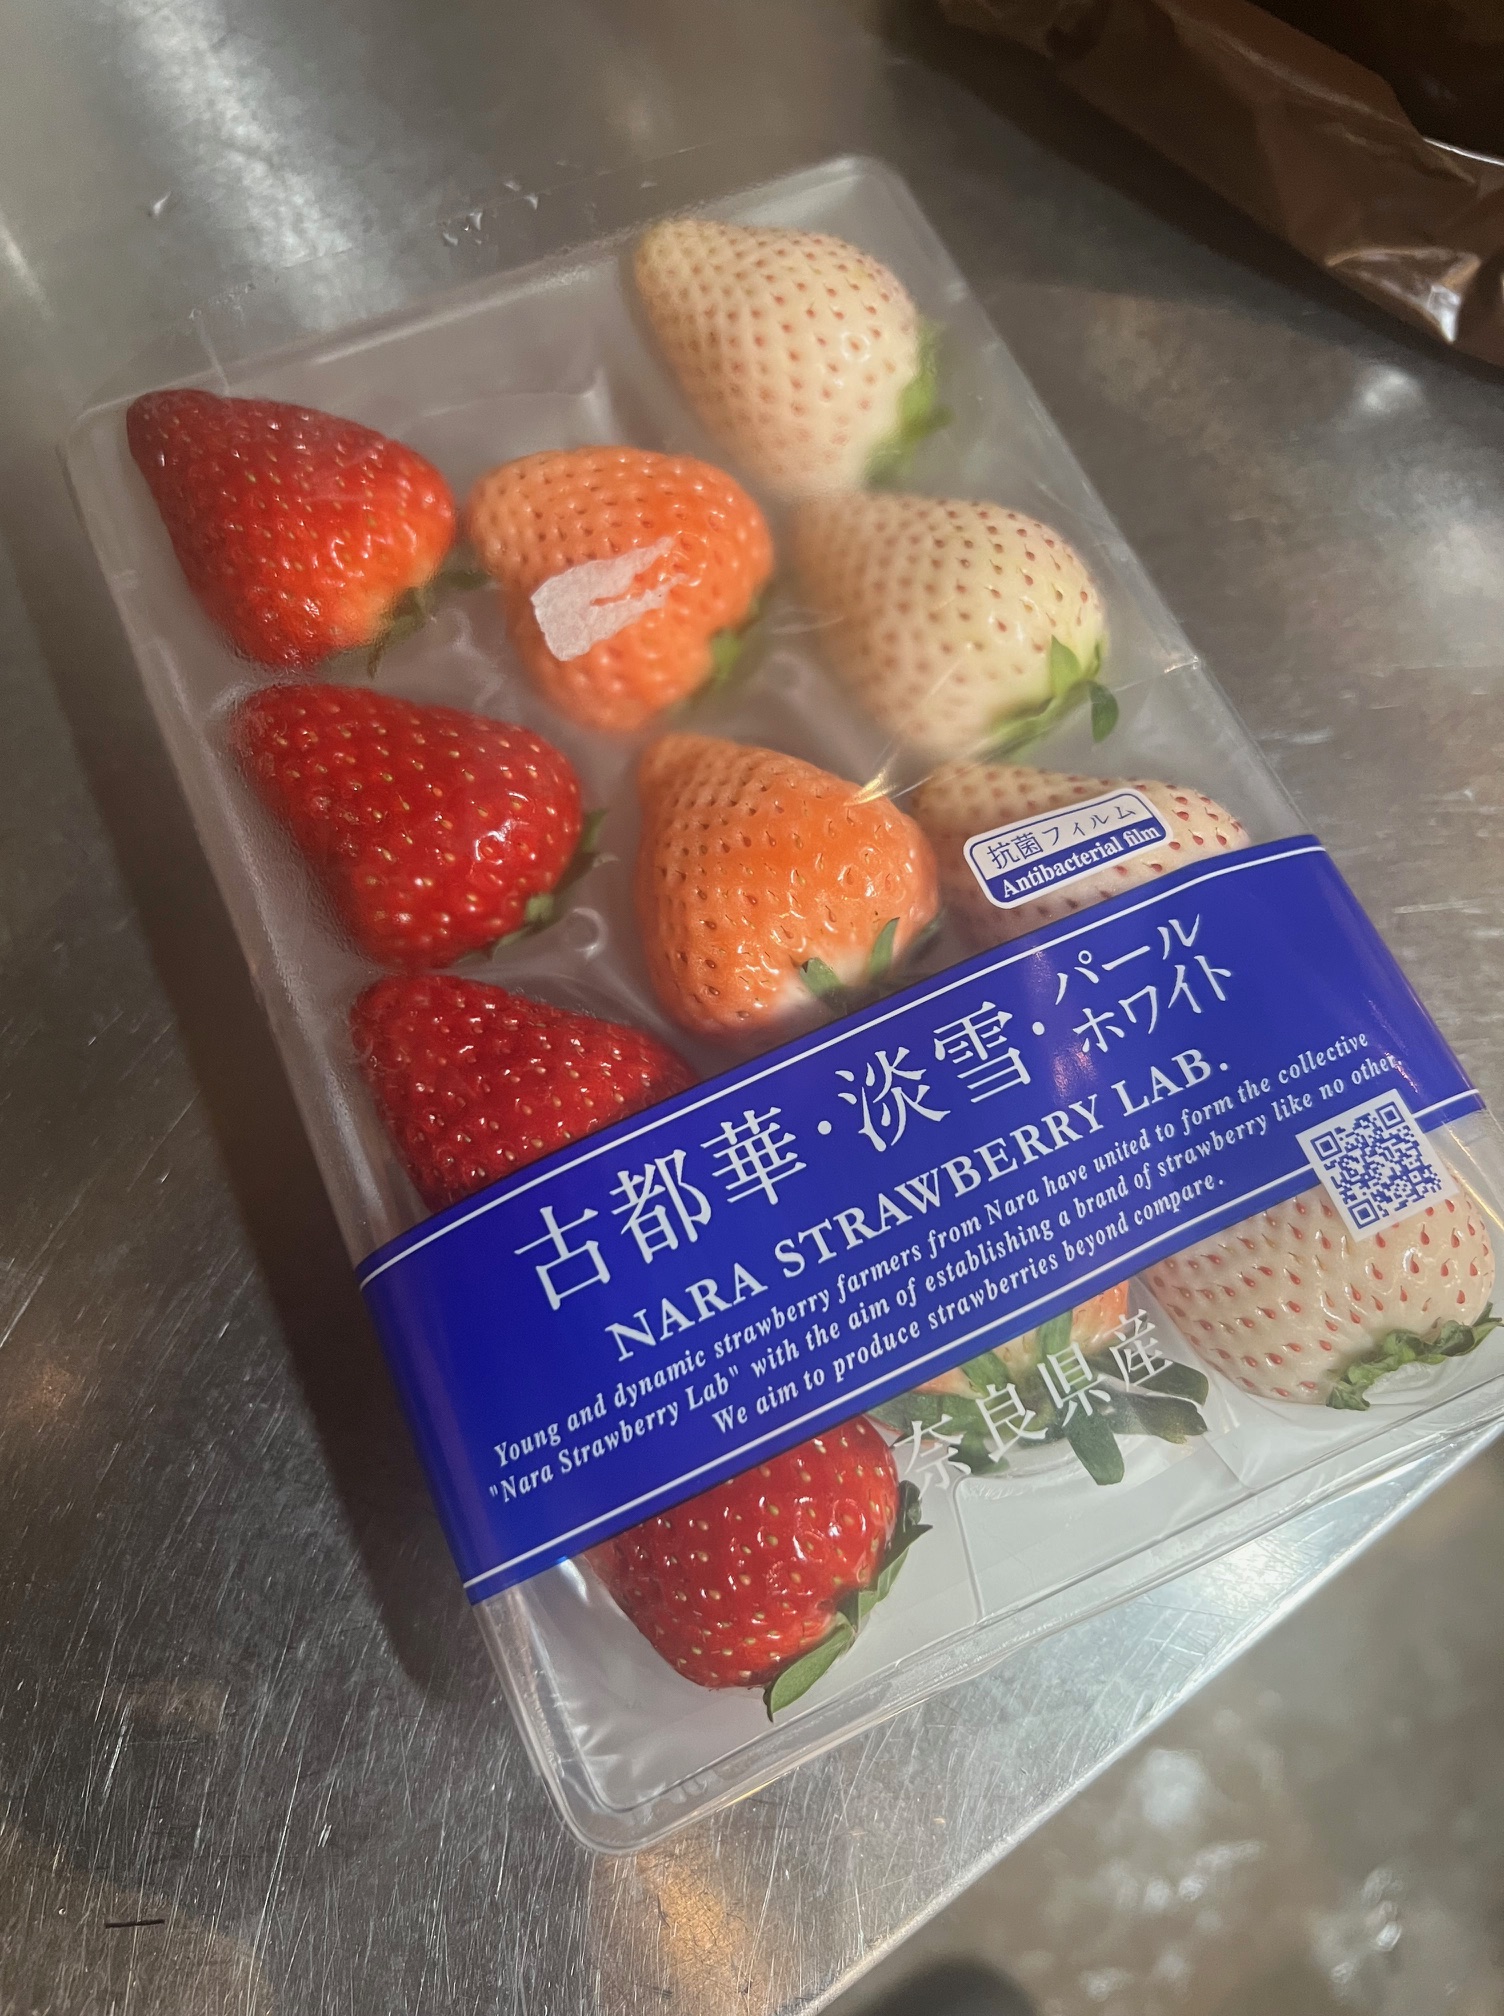 抗菌フィルム
Antibacterial film
古都華・淡雪・パール
ホワイト
NARA STRAWBERRY LAB.
Young and dynamic strawberry farmers from Nara have united to form the collective
"Nara Strawberry Lab" with the aim of establishing a brand of strawberry like no other.
We aim to produce strawberries beyond compare.
奈良県産